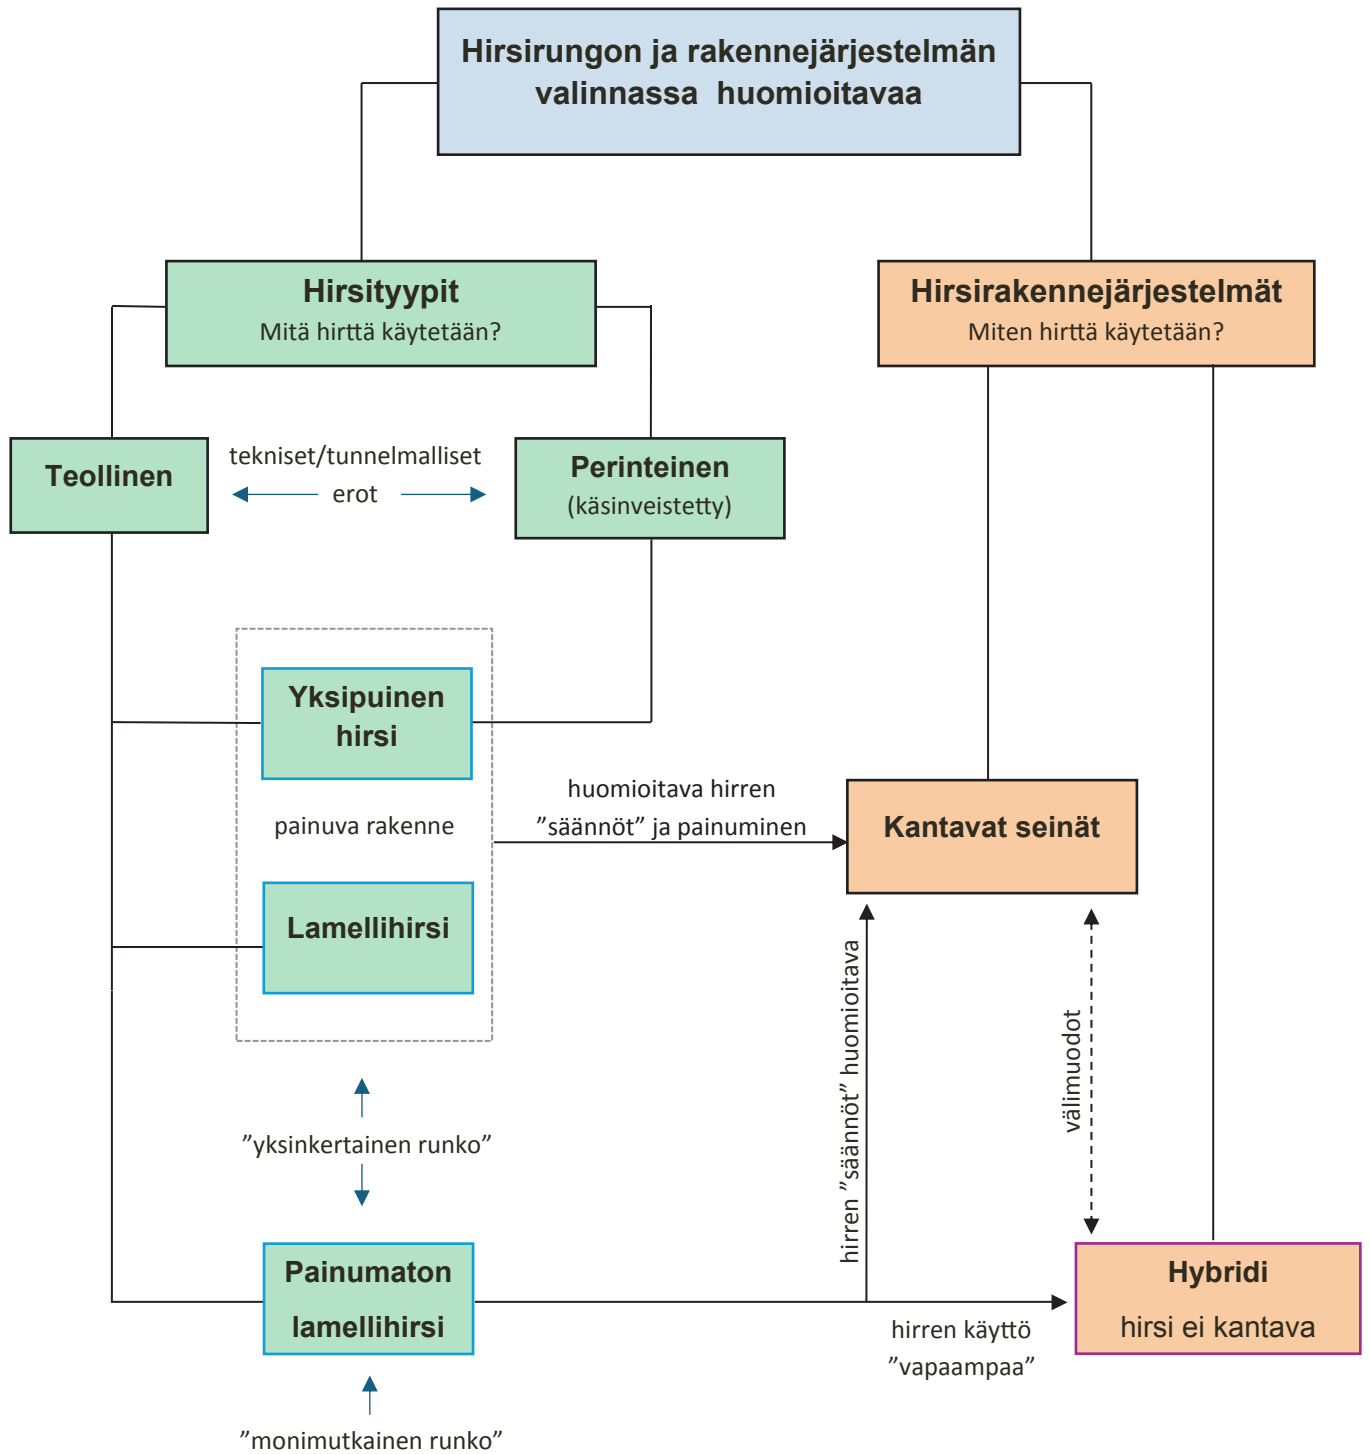 Hirsirungon ja rakennejärjestelmän
valinnassa huomioitavaa
Hirsityypit
Mitä hirttä käytetään?
Hirsirakennejärjestelmät
Miten hirttä käytetään?
Teollinen
tekniset/tunnelmalliset
erot
Perinteinen
(käsinveistetty)
Yksipuinen
hirsi
painuva rakenne
Lamellihirsi
huomioitava hirren
”säännöt” ja painuminen
Kantavat seinät
hirren ”säännöt” huomioitava
välimuodot
”yksinkertainen runko”
Painumaton
lamellihirsi
hirren käyttö
”vapaampaa”
Hybridi
hirsi ei kantava
”monimutkainen runko”